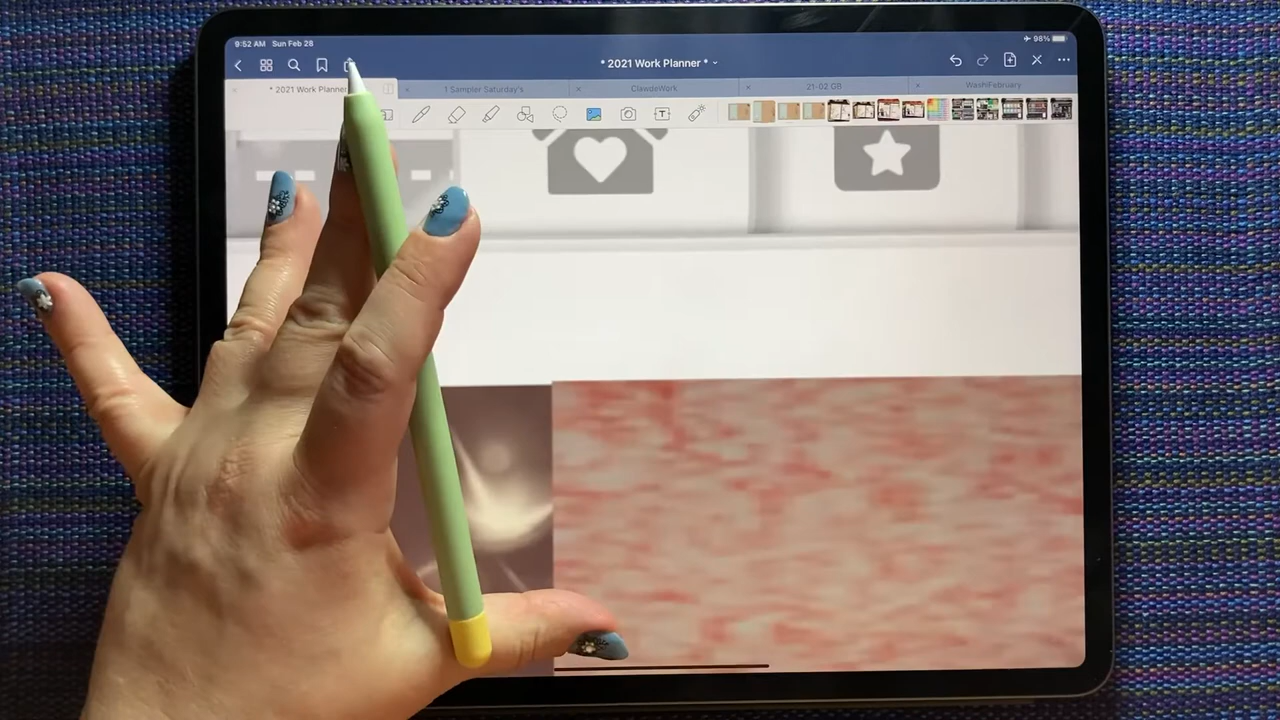 9:52 AM Sun Feb 28
98%
* 2021 Work Planner *
* 2021 Work Planner
1 Sampler Saturday's
ClawdeWork
21-02 GB
WashiFebruary
T